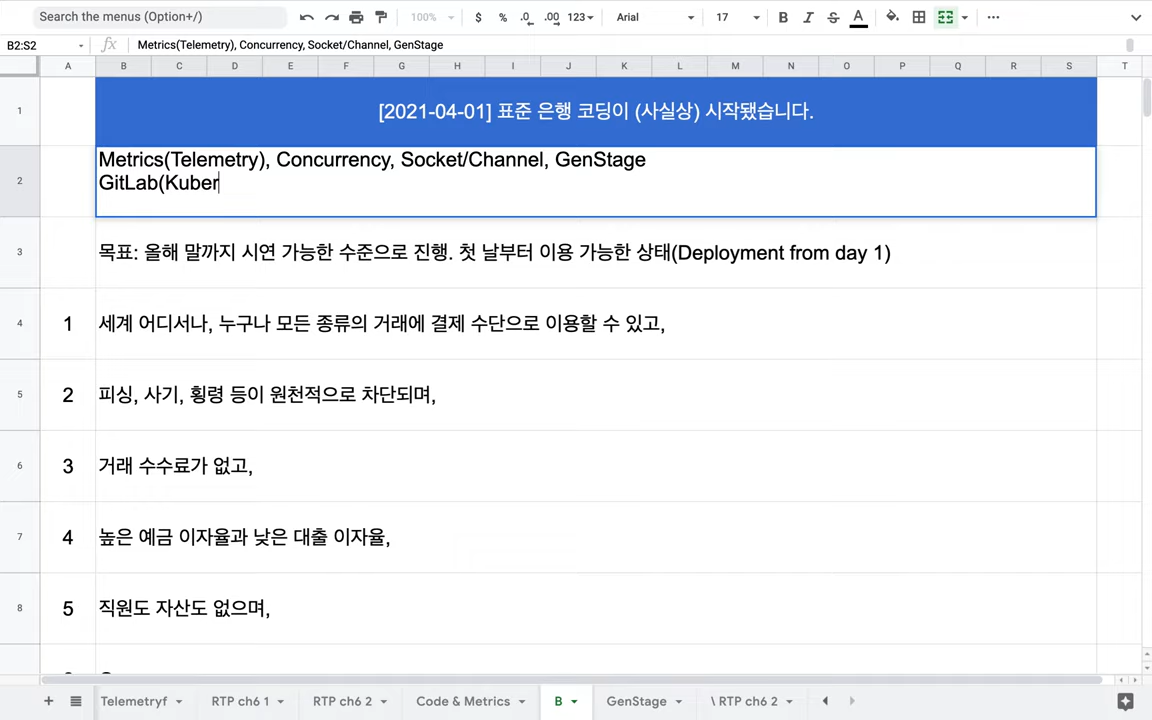 Search the menus (Option+/)
100%
$ % .0 .00 123
Arial
17
B I S A
B2:S2
fx
Metrics(Telemetry), Concurrency, Socket/Channel, GenStage
A B C D E F G H I J K L M N O P Q R S T
1
[2021-04-01] 표준 은행 코딩이 (사실상) 시작됐습니다.
2
Metrics(Telemetry), Concurrency, Socket/Channel, GenStage
GitLab(Kuber
3
목표: 올해 말까지 시연 가능한 수준으로 진행. 첫 날부터 이용 가능한 상태(Deployment from day 1)
4 1 세계 어디서나, 누구나 모든 종류의 거래에 결제 수단으로 이용할 수 있고,
5 2 피싱, 사기, 횡령 등이 원천적으로 차단되며,
6 3 거래 수수료가 없고,
7 4 높은 예금 이자율과 낮은 대출 이자율,
8 5 직원도 자산도 없으며,
Telemetryf RTP ch6 1 RTP ch6 2 Code & Metrics B GenStage \ RTP ch6 2